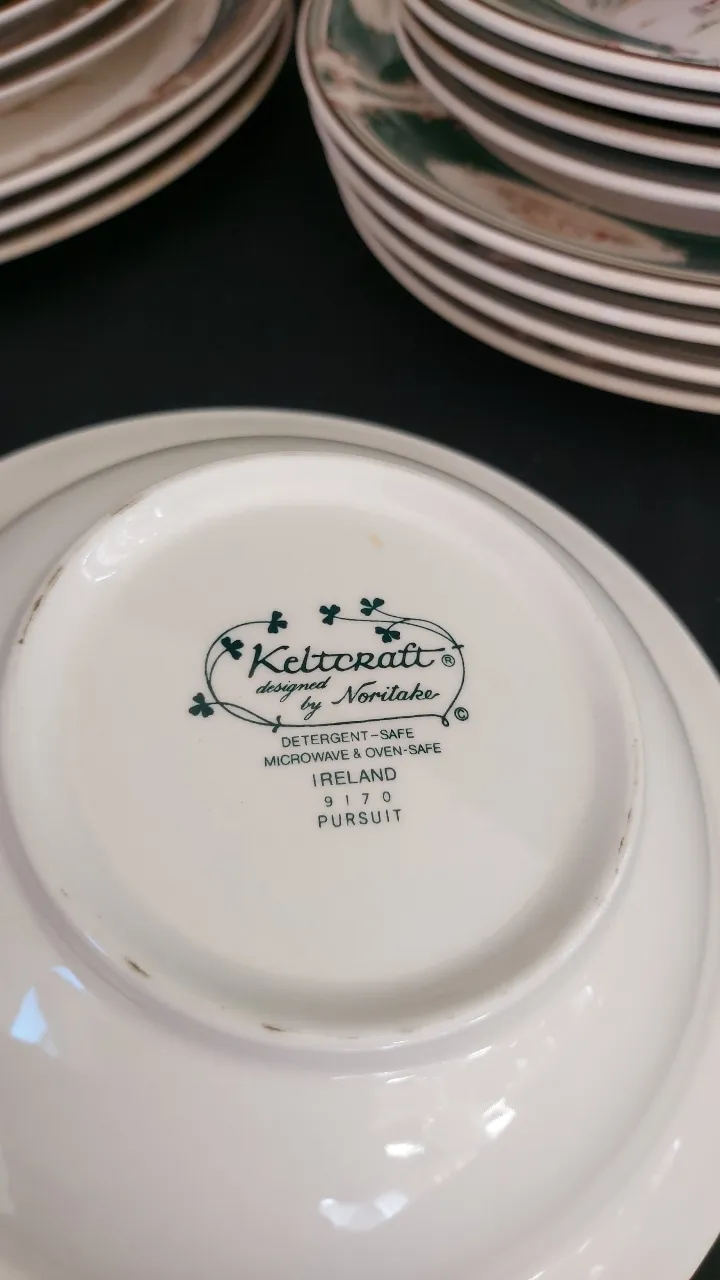 Keltcraft ®
designed
by Noritake
©
DETERGENT-SAFE
MICROWAVE & OVEN-SAFE
IRELAND
9170
PURSUIT